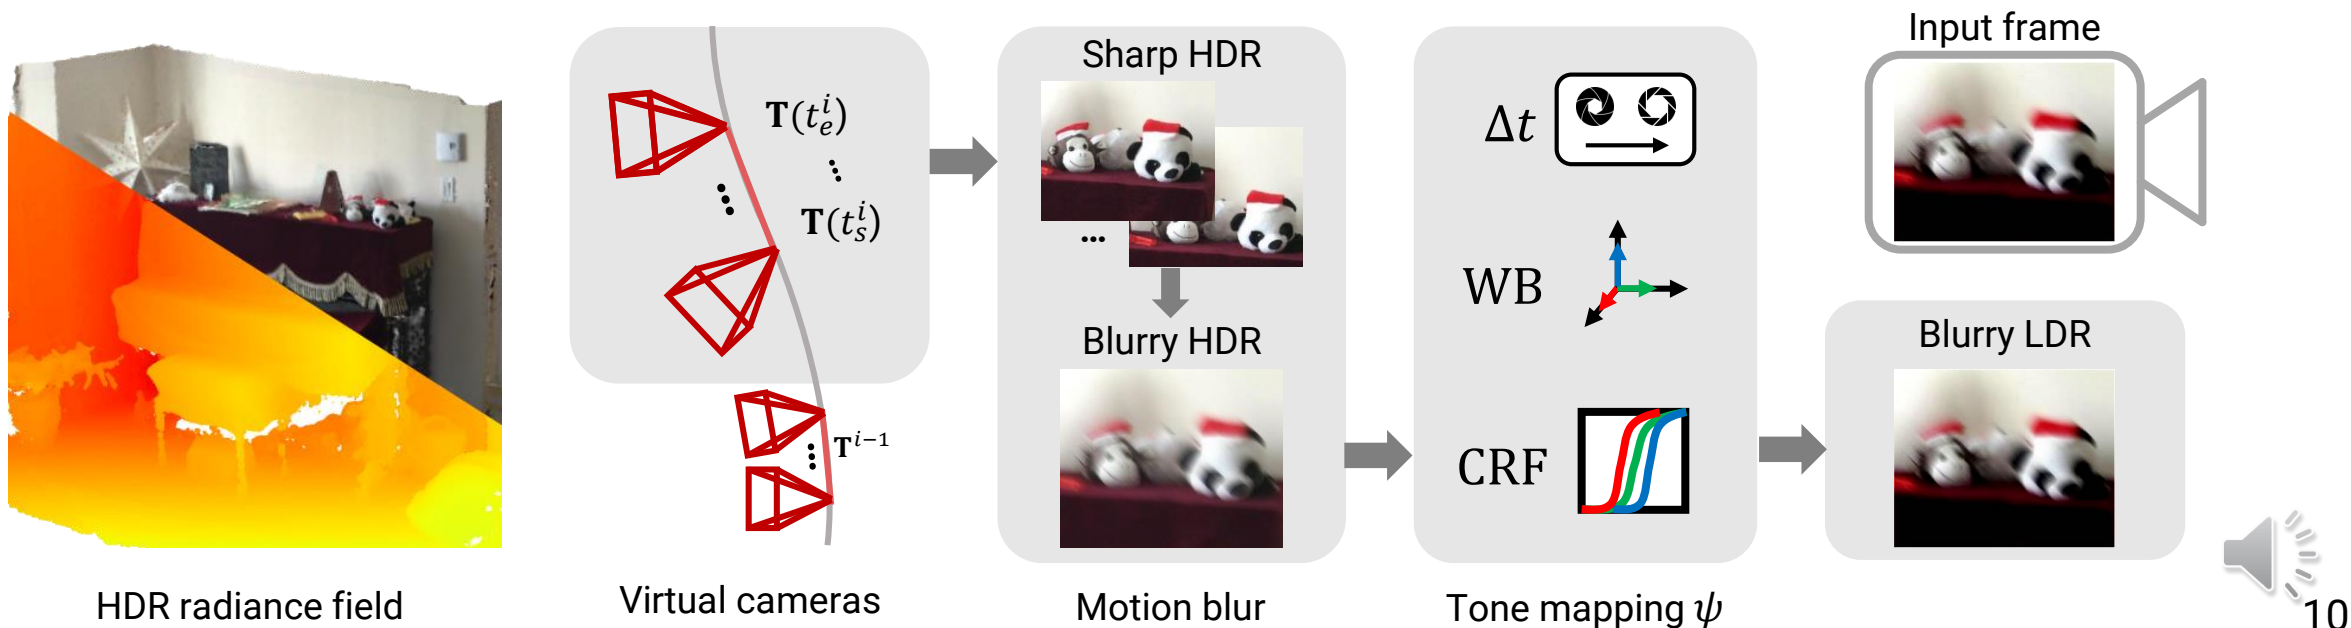 HDR radiance field
T(t_e^i)
⋮
T(t_s^i)
T^{i−1}
Virtual cameras
Sharp HDR
...
Blurry HDR
Motion blur
Δt
WB
CRF
Tone mapping ψ
Input frame
Blurry LDR
10